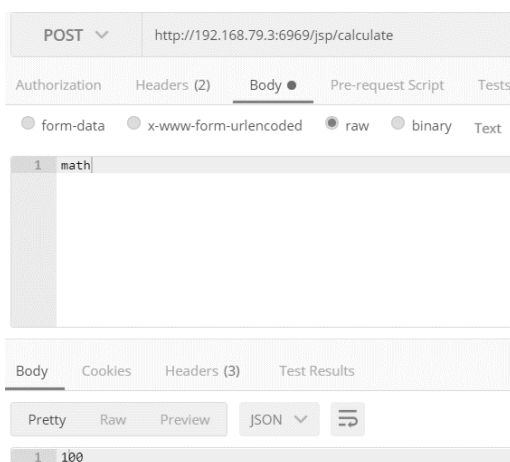 POST http://192.168.79.3:6969/jsp/calculate
Authorization Headers (2) Body Pre-request Script Tests
form-data x-www-form-urlencoded raw binary Text
1 math
Body Cookies Headers (3) Test Results
Pretty Raw Preview JSON
1 100